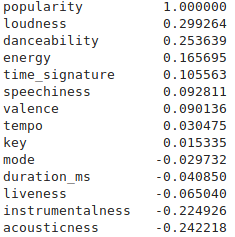 popularity 1.000000
loudness 0.299264
danceability 0.253639
energy 0.165695
time_signature 0.105563
speechiness 0.092811
valence 0.090136
tempo 0.030475
key 0.015335
mode -0.029732
duration_ms -0.040850
liveness -0.065040
instrumentalness -0.224926
acousticness -0.242218